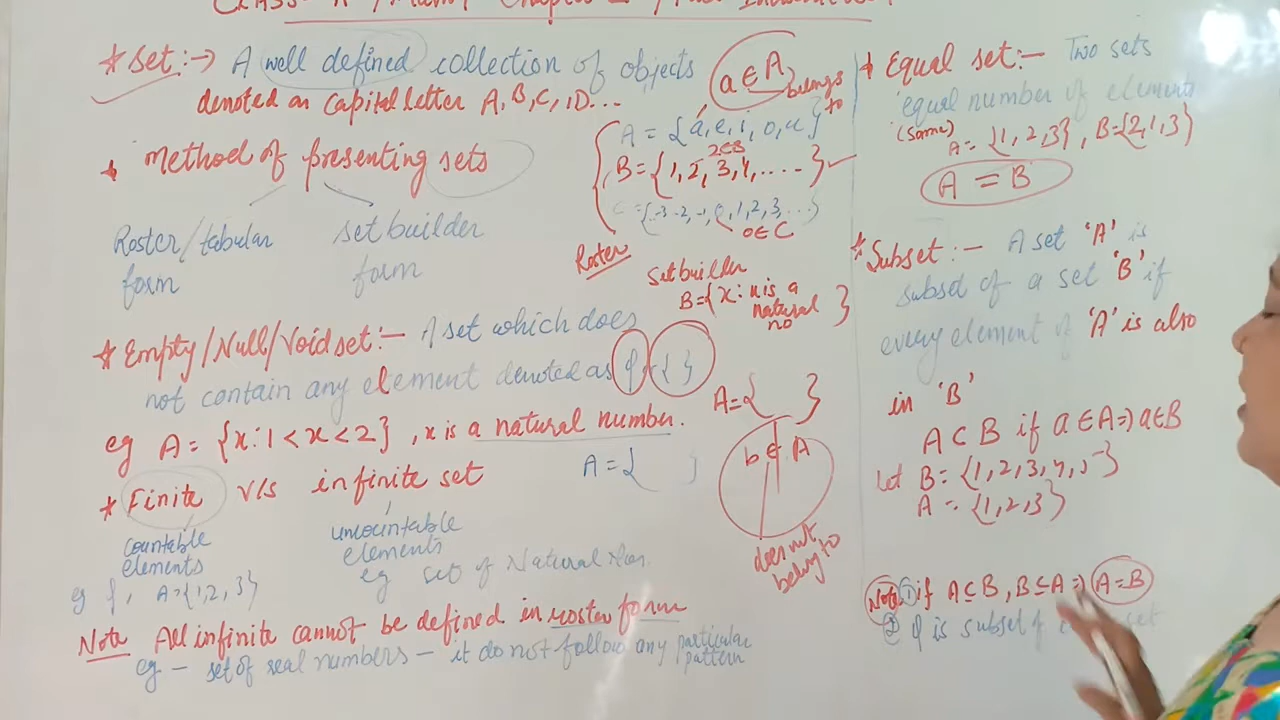 * Set :→ A well defined collection of objects
denoted as capital letter A, B, C, D...
a ∈ A
belongs to
A = {a, e, i, o, u}
2∈B
B = {1, 2, 3, 4, .....}
C = {..-3 -2, -1, 0, 1, 2, 3, ...}
0 ∈ C
Roster
* method of presenting sets
Roster/tabular form
set builder form
Set builder
B = {x : x is a natural no}
* Empty/Null/Void set :- A set which does
not contain any element denoted as φ { }
eg A = {x : 1 < x < 2}, x is a natural number.
A = { }
A = { }
b ∉ A
does not belong to
* Finite v/s infinite set
countable elements
uncountable elements
eg φ, A = {1, 2, 3}
eg set of Natural Nos.
Note All infinite cannot be defined in roster form
eg - set of real numbers - it do not follow any particular pattern
* Equal set :- Two sets
equal number of elements
(same) A = {1, 2, 3}, B = {2, 1, 3}
A = B
* Subset :- A set 'A' is
subset of a set 'B' if
every element of 'A' is also
in 'B'
A ⊂ B if a ∈ A ⇒ a ∈ B
Let B = {1, 2, 3, 4, 5}
A = {1, 2, 3}
Note ① if A ⊆ B, B ⊆ A ⇒ A = B
② φ is subset of set